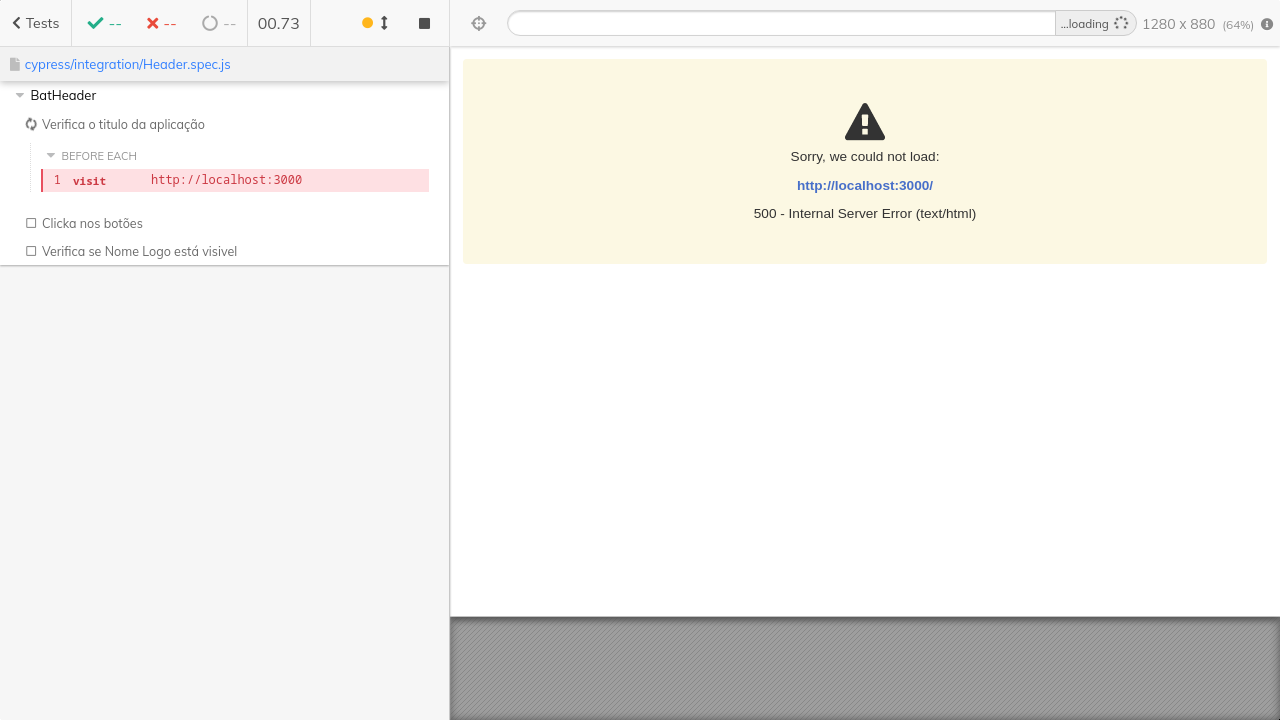 Tests
--
--
--
00.73
...loading
1280 x 880 (64%)
cypress/integration/Header.spec.js
BatHeader
Verifica o titulo da aplicação
BEFORE EACH
1 visit http://localhost:3000
Clicka nos botões
Verifica se Nome Logo está visivel
Sorry, we could not load:
http://localhost:3000/
500 - Internal Server Error (text/html)